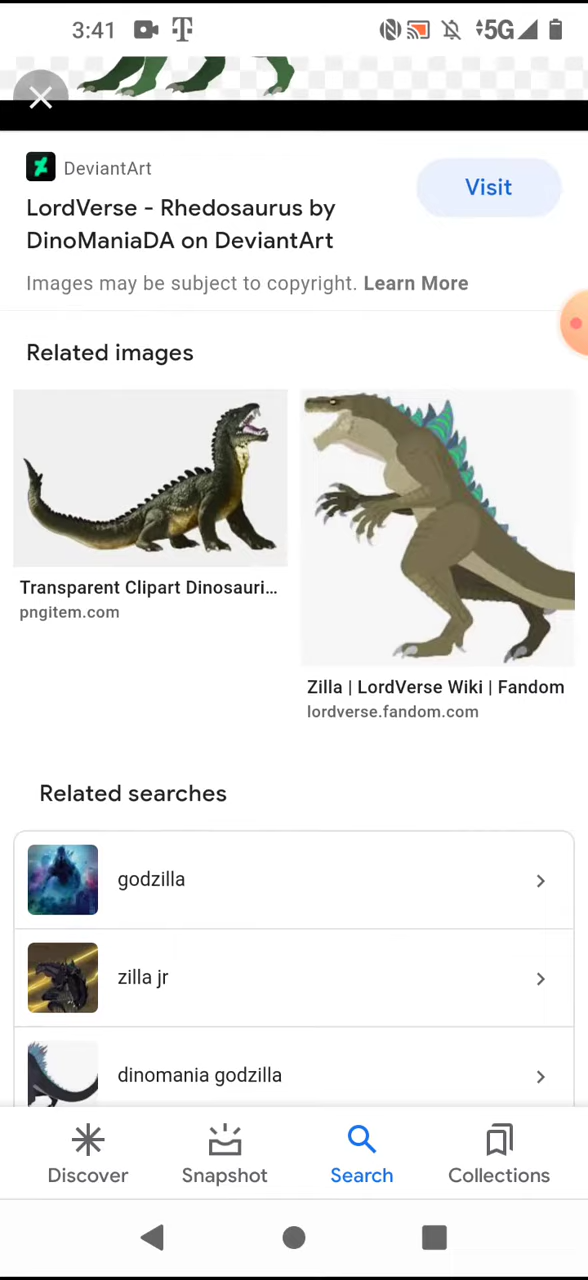 3:41
5G
DeviantArt
LordVerse - Rhedosaurus by
DinoManiaDA on DeviantArt
Visit
Images may be subject to copyright. Learn More
Related images
Transparent Clipart Dinosauri...
pngitem.com
Zilla | LordVerse Wiki | Fandom
lordverse.fandom.com
Related searches
godzilla
zilla jr
dinomania godzilla
Discover
Snapshot
Search
Collections